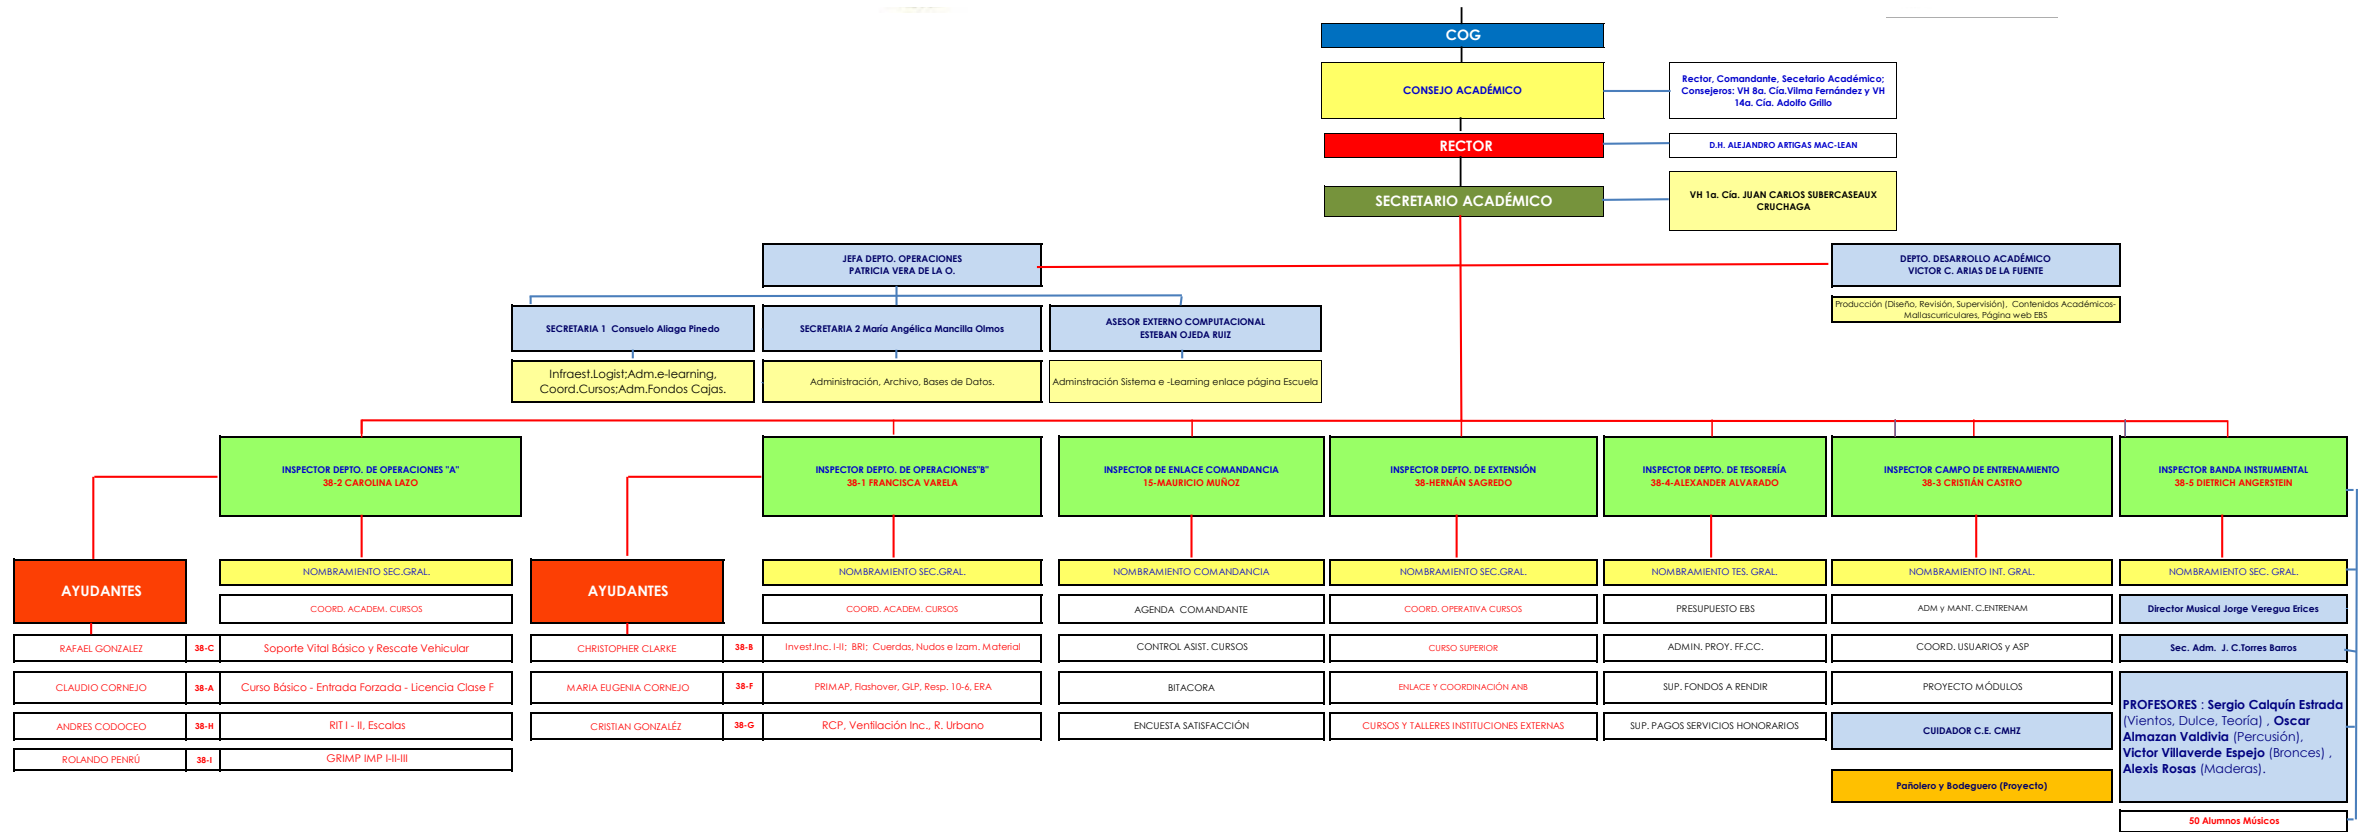 COG
CONSEJO ACADÉMICO
Rector, Comandante, Secetario Académico;
Consejeros: VH 8a. Cía.Vilma Fernández y VH
14a. Cía. Adolfo Grillo
RECTOR
D.H. ALEJANDRO ARTIGAS MAC-LEAN
SECRETARIO ACADÉMICO
VH 1a. Cía. JUAN CARLOS SUBERCASEAUX
CRUCHAGA
JEFA DEPTO. OPERACIONES
PATRICIA VERA DE LA O.
DEPTO. DESARROLLO ACADÉMICO
VICTOR C. ARIAS DE LA FUENTE
Producción (Diseño, Revisión, Supervisión), Contenidos Académicos-
Mallascurriculares, Página web EBS
SECRETARIA 1 Consuelo Aliaga Pinedo
SECRETARIA 2 María Angélica Mancilla Olmos
ASESOR EXTERNO COMPUTACIONAL
ESTEBAN OJEDA RUIZ
Infraest.Logist;Adm.e-learning,
Coord.Cursos;Adm.Fondos Cajas.
Administración, Archivo, Bases de Datos.
Adminstración Sistema e -Learning enlace página Escuela
INSPECTOR DEPTO. DE OPERACIONES "A"
38-2 CAROLINA LAZO
INSPECTOR DEPTO. DE OPERACIONES"B"
38-1 FRANCISCA VARELA
INSPECTOR DE ENLACE COMANDANCIA
15-MAURICIO MUÑOZ
INSPECTOR DEPTO. DE EXTENSIÓN
38-HERNÁN SAGREDO
INSPECTOR DEPTO. DE TESORERÍA
38-4-ALEXANDER ALVARADO
INSPECTOR CAMPO DE ENTRENAMIENTO
38-3 CRISTIÁN CASTRO
INSPECTOR BANDA INSTRUMENTAL
38-5 DIETRICH ANGERSTEIN
AYUDANTES
NOMBRAMIENTO SEC.GRAL.
COORD. ACADEM. CURSOS
RAFAEL GONZALEZ 38-C Soporte Vital Básico y Rescate Vehicular
CLAUDIO CORNEJO 38-A Curso Básico - Entrada Forzada - Licencia Clase F
ANDRES CODOCEO 38-H RIT I - II, Escalas
ROLANDO PENRÚ 38-I GRIMP IMP I-II-III
AYUDANTES
NOMBRAMIENTO SEC.GRAL.
COORD. ACADEM. CURSOS
CHRISTOPHER CLARKE 38-B Invest.Inc. I-II; BRI; Cuerdas, Nudos e Izam. Material
MARIA EUGENIA CORNEJO 38-F PRIMAP, Flashover, GLP, Resp. 10-6, ERA
CRISTIAN GONZALÉZ 38-G RCP, Ventilación Inc., R. Urbano
NOMBRAMIENTO COMANDANCIA
AGENDA COMANDANTE
CONTROL ASIST. CURSOS
BITACORA
ENCUESTA SATISFACCIÓN
NOMBRAMIENTO SEC.GRAL.
COORD. OPERATIVA CURSOS
CURSO SUPERIOR
ENLACE Y COORDINACIÓN ANB
CURSOS Y TALLERES INSTITUCIONES EXTERNAS
NOMBRAMIENTO TES. GRAL.
PRESUPUESTO EBS
ADMIN. PROY. FF.CC.
SUP. FONDOS A RENDIR
SUP. PAGOS SERVICIOS HONORARIOS
NOMBRAMIENTO INT. GRAL.
ADM y MANT. C.ENTRENAM
COORD. USUARIOS y ASP
PROYECTO MÓDULOS
CUIDADOR C.E. CMHZ
Pañolero y Bodeguero (Proyecto)
NOMBRAMIENTO SEC. GRAL.
Director Musical Jorge Veregua Erices
Sec. Adm. J. C.Torres Barros
PROFESORES : Sergio Calquín Estrada
(Vientos, Dulce, Teoría) , Oscar
Almazan Valdivia (Percusión),
Victor Villaverde Espejo (Bronces) ,
Alexis Rosas (Maderas).
50 Alumnos Músicos